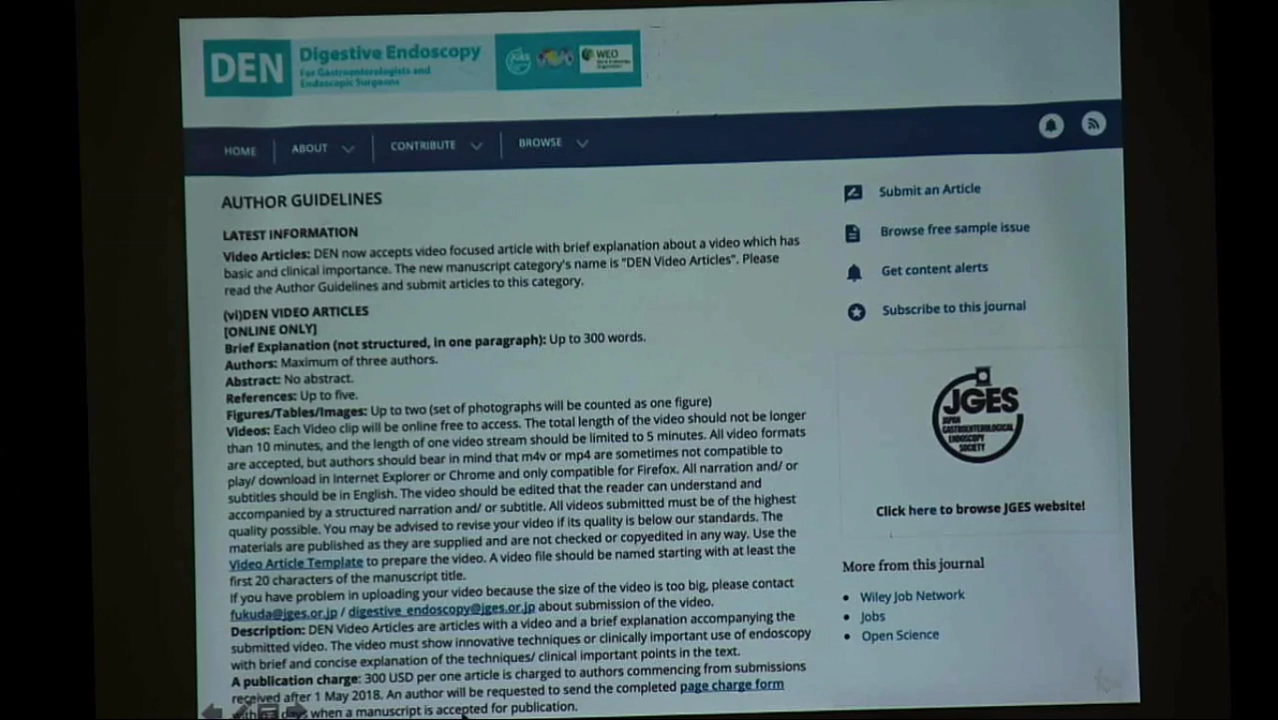 DEN
Digestive Endoscopy
For Gastroenterologists and
Endoscopic Surgeons
JGES
WEO
HOME
ABOUT
CONTRIBUTE
BROWSE
AUTHOR GUIDELINES
LATEST INFORMATION
Video Articles: DEN now accepts video focused article with brief explanation about a video which has
basic and clinical importance. The new manuscript category's name is "DEN Video Articles". Please
read the Author Guidelines and submit articles to this category.
(vi)DEN VIDEO ARTICLES
[ONLINE ONLY]
Brief Explanation (not structured, in one paragraph): Up to 300 words.
Authors: Maximum of three authors.
Abstract: No abstract.
References: Up to five.
Figures/Tables/Images: Up to two (set of photographs will be counted as one figure)
Videos: Each Video clip will be online free to access. The total length of the video should not be longer
than 10 minutes, and the length of one video stream should be limited to 5 minutes. All video formats
are accepted, but authors should bear in mind that m4v or mp4 are sometimes not compatible to
play/ download in Internet Explorer or Chrome and only compatible for Firefox. All narration and/ or
subtitles should be in English. The video should be edited that the reader can understand and
accompanied by a structured narration and/ or subtitle. All videos submitted must be of the highest
quality possible. You may be advised to revise your video if its quality is below our standards. The
materials are published as they are supplied and are not checked or copyedited in any way. Use the
Video Article Template to prepare the video. A video file should be named starting with at least the
first 20 characters of the manuscript title.
If you have problem in uploading your video because the size of the video is too big, please contact
fukuda@jges.or.jp / digestive_endoscopy@jges.or.jp about submission of the video.
Description: DEN Video Articles are articles with a video and a brief explanation accompanying the
submitted video. The video must show innovative techniques or clinically important use of endoscopy
with brief and concise explanation of the techniques/ clinical important points in the text.
A publication charge: 300 USD per one article is charged to authors commencing from submissions
received after 1 May 2018. An author will be requested to send the completed page charge form
days when a manuscript is accepted for publication.
Submit an Article
Browse free sample issue
Get content alerts
Subscribe to this journal
JGES
JAPAN
GASTROENTEROLOGICAL
ENDOSCOPY
SOCIETY
Click here to browse JGES website!
More from this journal
Wiley Job Network
Jobs
Open Science